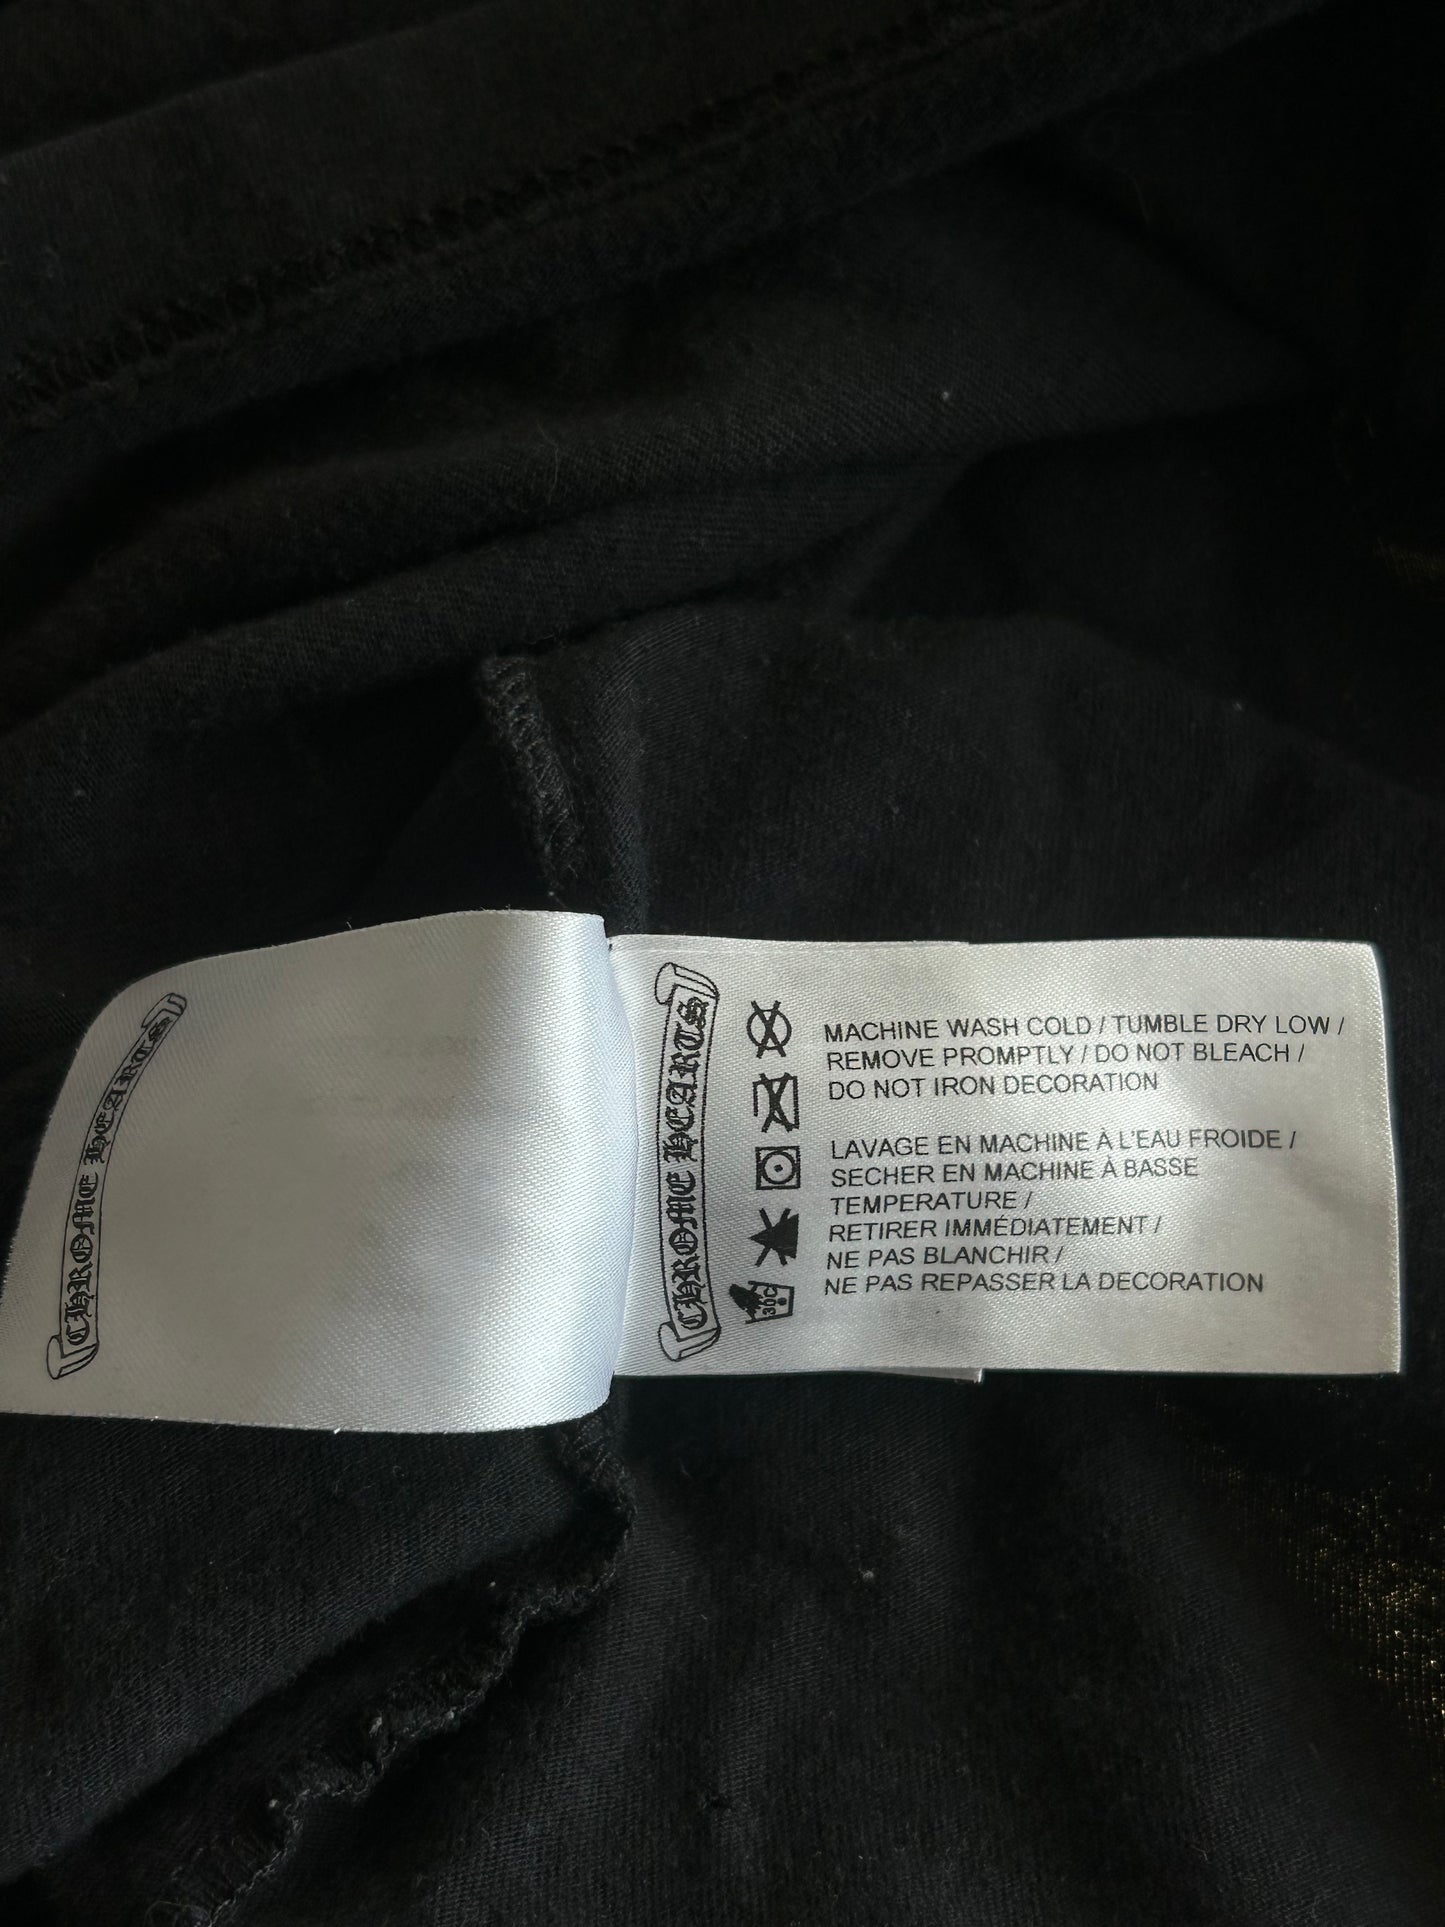 CHROME HEARTS
CHROME HEARTS
MACHINE WASH COLD / TUMBLE DRY LOW /
REMOVE PROMPTLY / DO NOT BLEACH /
DO NOT IRON DECORATION
LAVAGE EN MACHINE À L'EAU FROIDE /
SECHER EN MACHINE À BASSE
TEMPERATURE /
RETIRER IMMÉDIATEMENT /
NE PAS BLANCHIR /
NE PAS REPASSER LA DECORATION
30C